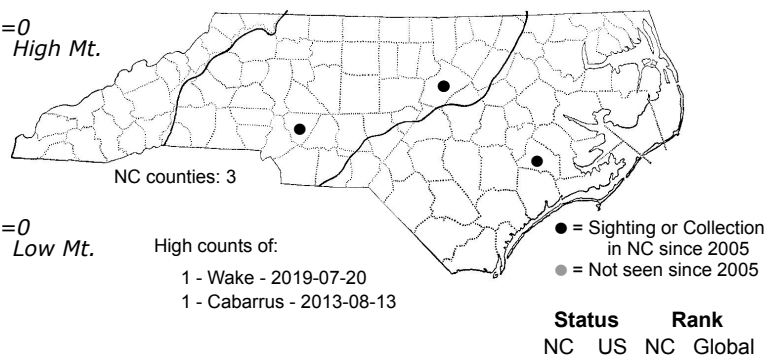 =0
High Mt.
NC counties: 3
=0
Low Mt.
High counts of:
1 - Wake - 2019-07-20
1 - Cabarrus - 2013-08-13
● = Sighting or Collection
in NC since 2005
● = Not seen since 2005
Status Rank
NC US NC Global